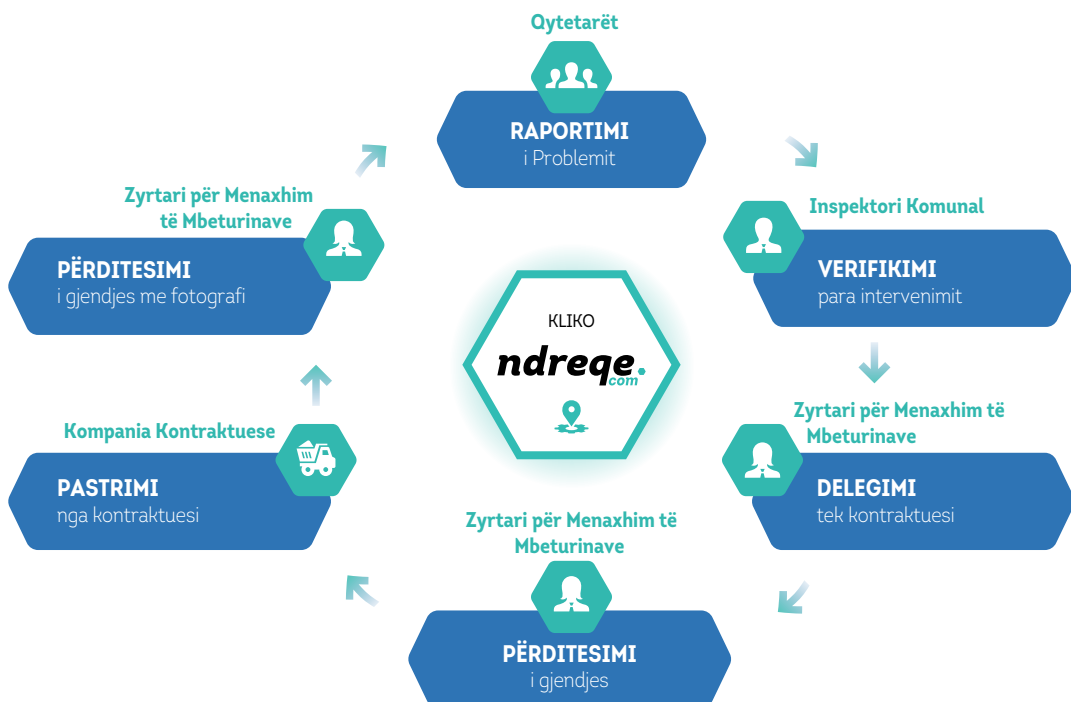 Qytetarët
RAPORTIMI
i Problemit
Inspektori Komunal
VERIFIKIMI
para intervenimit
Zyrtari për Menaxhim të
Mbeturinave
DELEGIMI
tek kontraktuesi
Zyrtari për Menaxhim të
Mbeturinave
PËRDITESIMI
i gjendjes
Kompania Kontraktuese
PASTRIMI
nga kontraktuesi
Zyrtari për Menaxhim
të Mbeturinave
PËRDITESIMI
i gjendjes me fotografi
KLIKO
ndreqe.
com